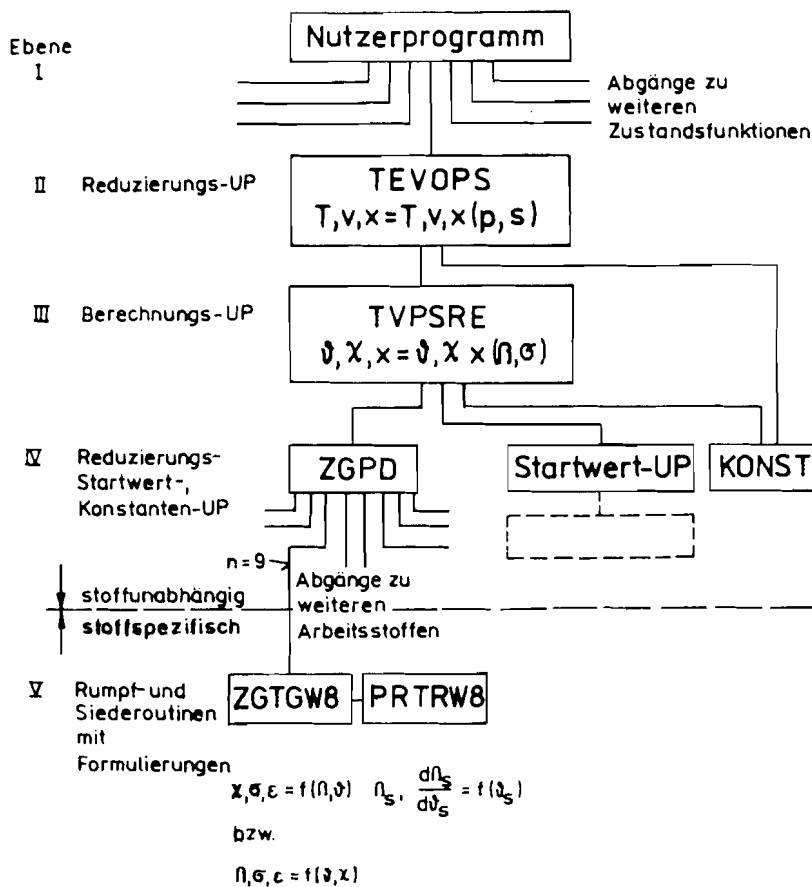 Nutzerprogramm
Ebene
I
Abgänge zu
weiteren
Zustandsfunktionen
II Reduzierungs-UP
TEVOPS
T,v,x=T,v,x(p,s)
III Berechnungs-UP
TVPSRE
ϑ,χ,x=ϑ,χ x(Π,σ)
IV Reduzierungs-
Startwert-,
Konstanten-UP
ZGPD
Startwert-UP
KONST
n=9
Abgänge zu
weiteren
Arbeitsstoffen
stoffunabhängig
stoffspezifisch
V Rumpf-und
Siederoutinen
mit
Formulierungen
ZGTGW8
PRTRW8
χ,σ,ε=f(Π,ϑ) Π_s, dΠ_s/dϑ_s = f(ϑ_s)
bzw.
Π,σ,ε=f(ϑ,χ)